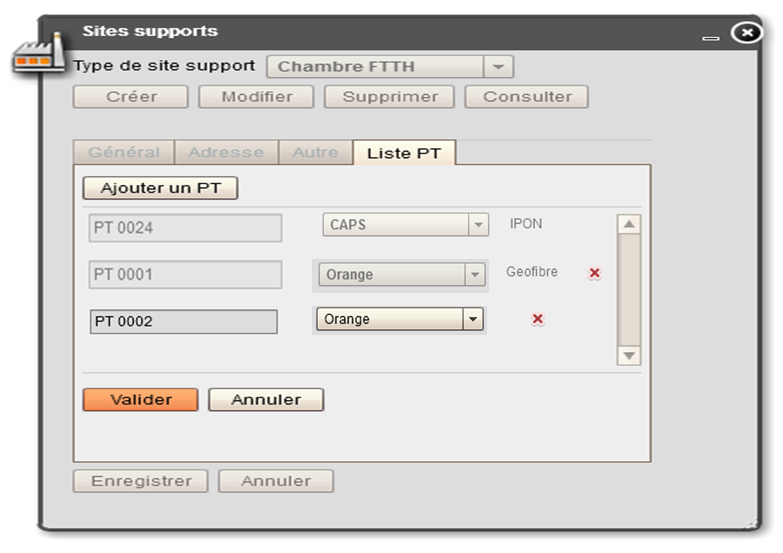 Sites supports
Type de site support Chambre FTTH
Créer Modifier Supprimer Consulter
Général Adresse Autre Liste PT
Ajouter un PT
PT 0024 CAPS IPON
PT 0001 Orange Geofibre
PT 0002 Orange
Valider Annuler
Enregistrer Annuler